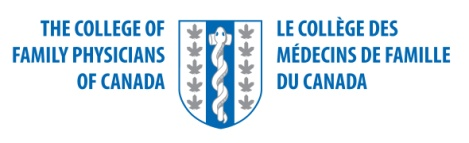 THE COLLEGE OF
FAMILY PHYSICIANS
OF CANADA
LE COLLÈGE DES
MÉDECINS DE FAMILLE
DU CANADA